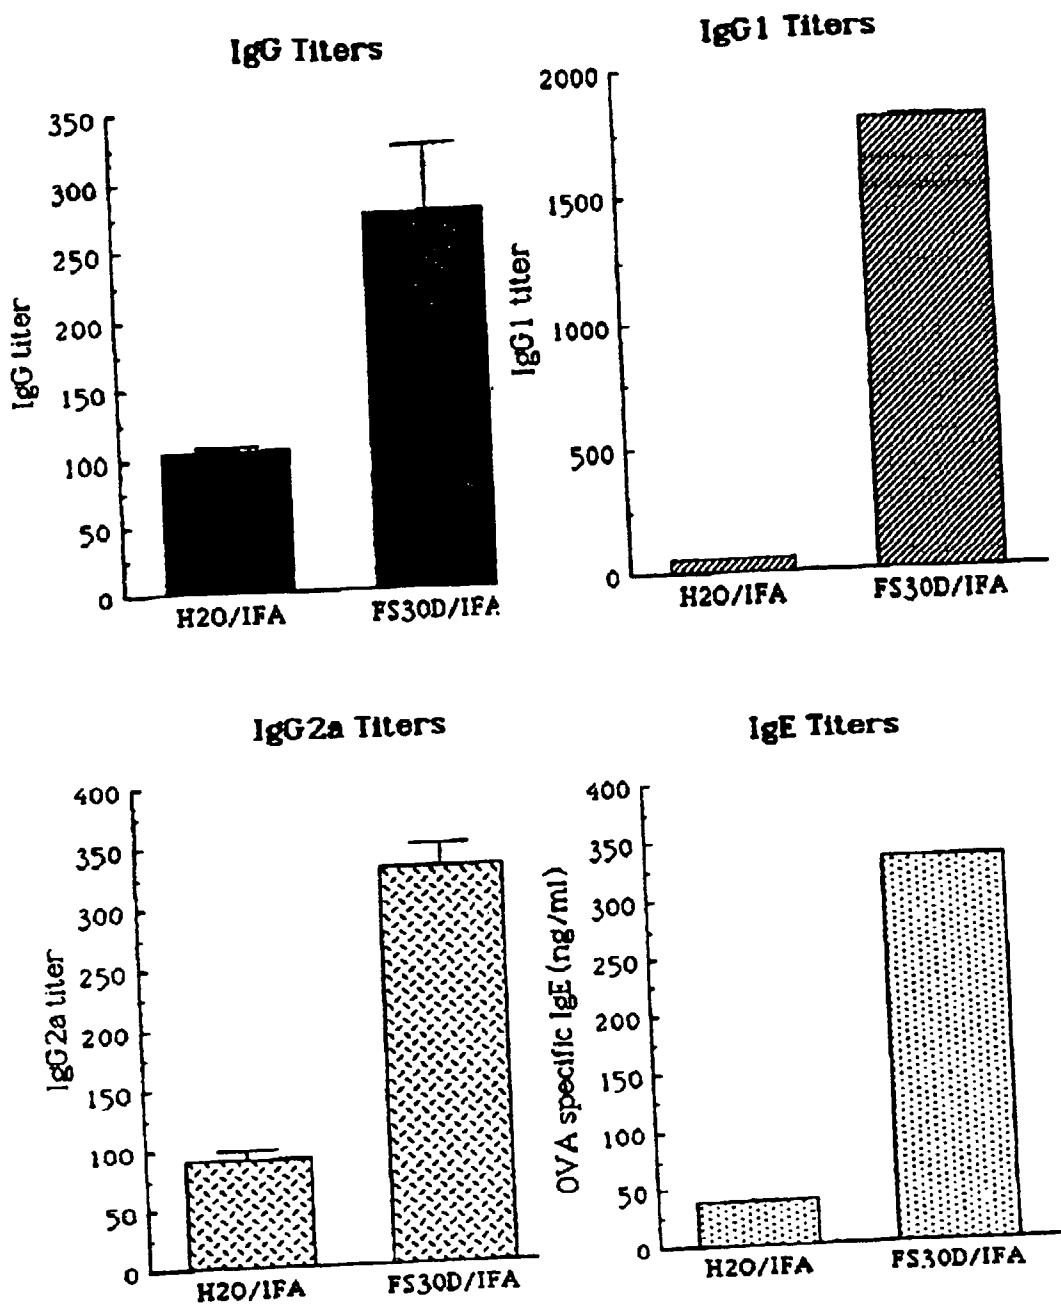 IgG Titers
IgG titer
350
300
250
200
150
100
50
0
H2O/IFA
FS30D/IFA
IgG1 Titers
IgG1 titer
2000
1500
1000
500
0
H2O/IFA
FS30D/IFA
IgG2a Titers
IgG2a titer
400
350
300
250
200
150
100
50
0
H2O/IFA
FS30D/IFA
IgE Titers
OVA specific IgE (ng/ml)
400
350
300
250
200
150
100
50
0
H2O/IFA
FS30D/IFA